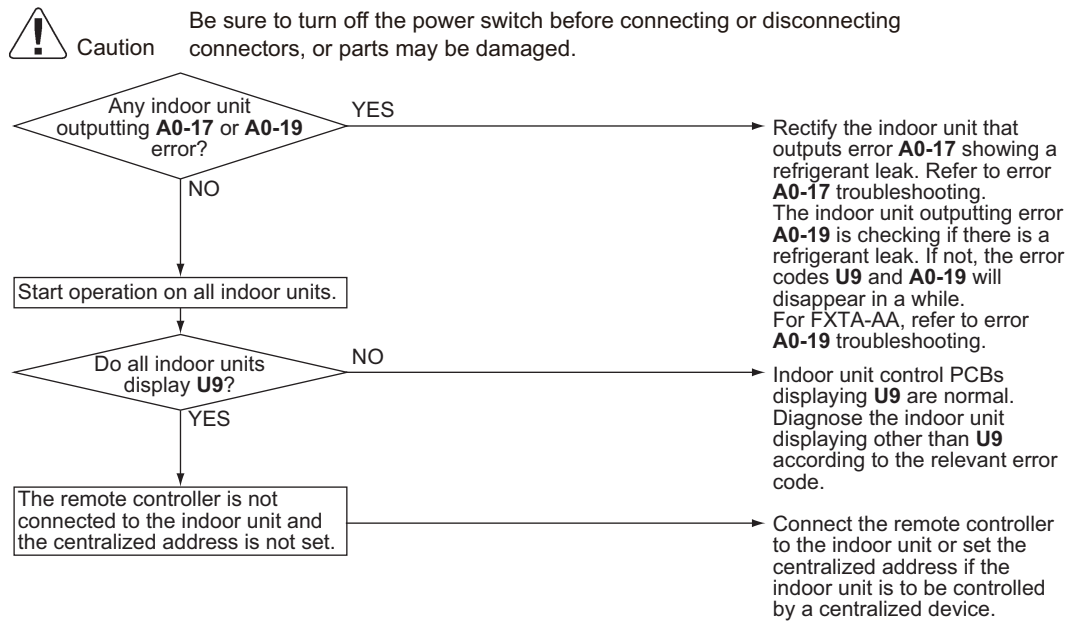 Caution
Be sure to turn off the power switch before connecting or disconnecting
connectors, or parts may be damaged.
Any indoor unit
outputting A0-17 or A0-19
error?
YES
Rectify the indoor unit that
outputs error A0-17 showing a
refrigerant leak. Refer to error
A0-17 troubleshooting.
The indoor unit outputting error
A0-19 is checking if there is a
refrigerant leak. If not, the error
codes U9 and A0-19 will
disappear in a while.
For FXTA-AA, refer to error
A0-19 troubleshooting.
NO
Start operation on all indoor units.
Do all indoor units
display U9?
NO
Indoor unit control PCBs
displaying U9 are normal.
Diagnose the indoor unit
displaying other than U9
according to the relevant error
code.
YES
The remote controller is not
connected to the indoor unit and
the centralized address is not set.
Connect the remote controller
to the indoor unit or set the
centralized address if the
indoor unit is to be controlled
by a centralized device.